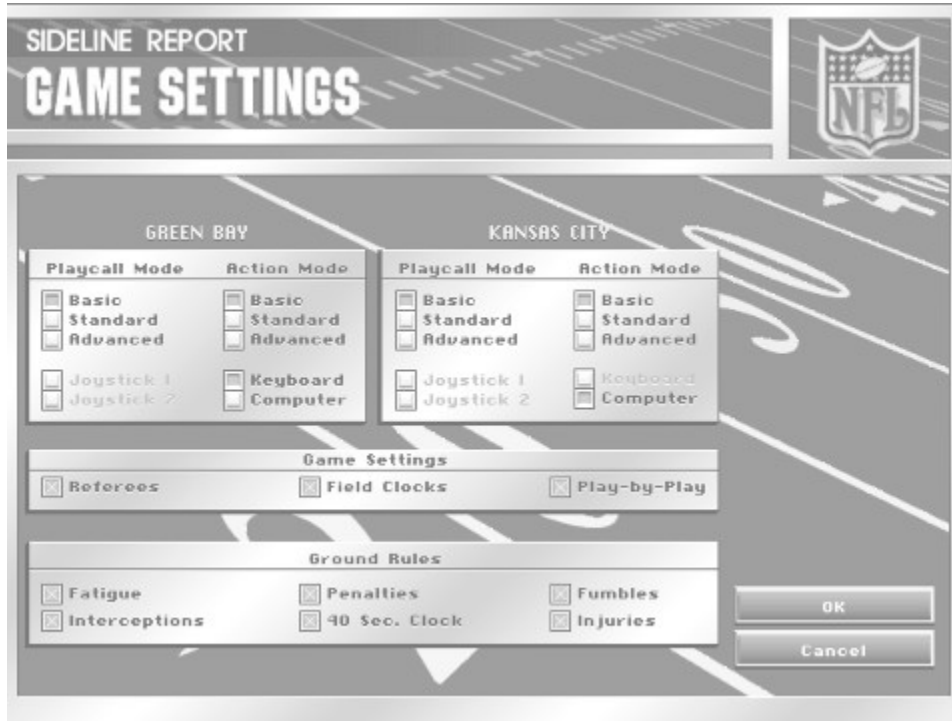 SIDELINE REPORT
GAME SETTINGS
NFL
GREEN BAY
KANSAS CITY
Playcall Mode Action Mode
Playcall Mode Action Mode
Basic Basic
Standard Standard
Advanced Advanced
Joystick 1 Keyboard
Joystick 2 Computer
Basic Basic
Standard Standard
Advanced Advanced
Joystick 1 Keyboard
Joystick 2 Computer
Game Settings
Referees Field Clocks Play-by-Play
Ground Rules
Fatigue Penalties Fumbles
Interceptions 40 Sec. Clock Injuries
OK
Cancel